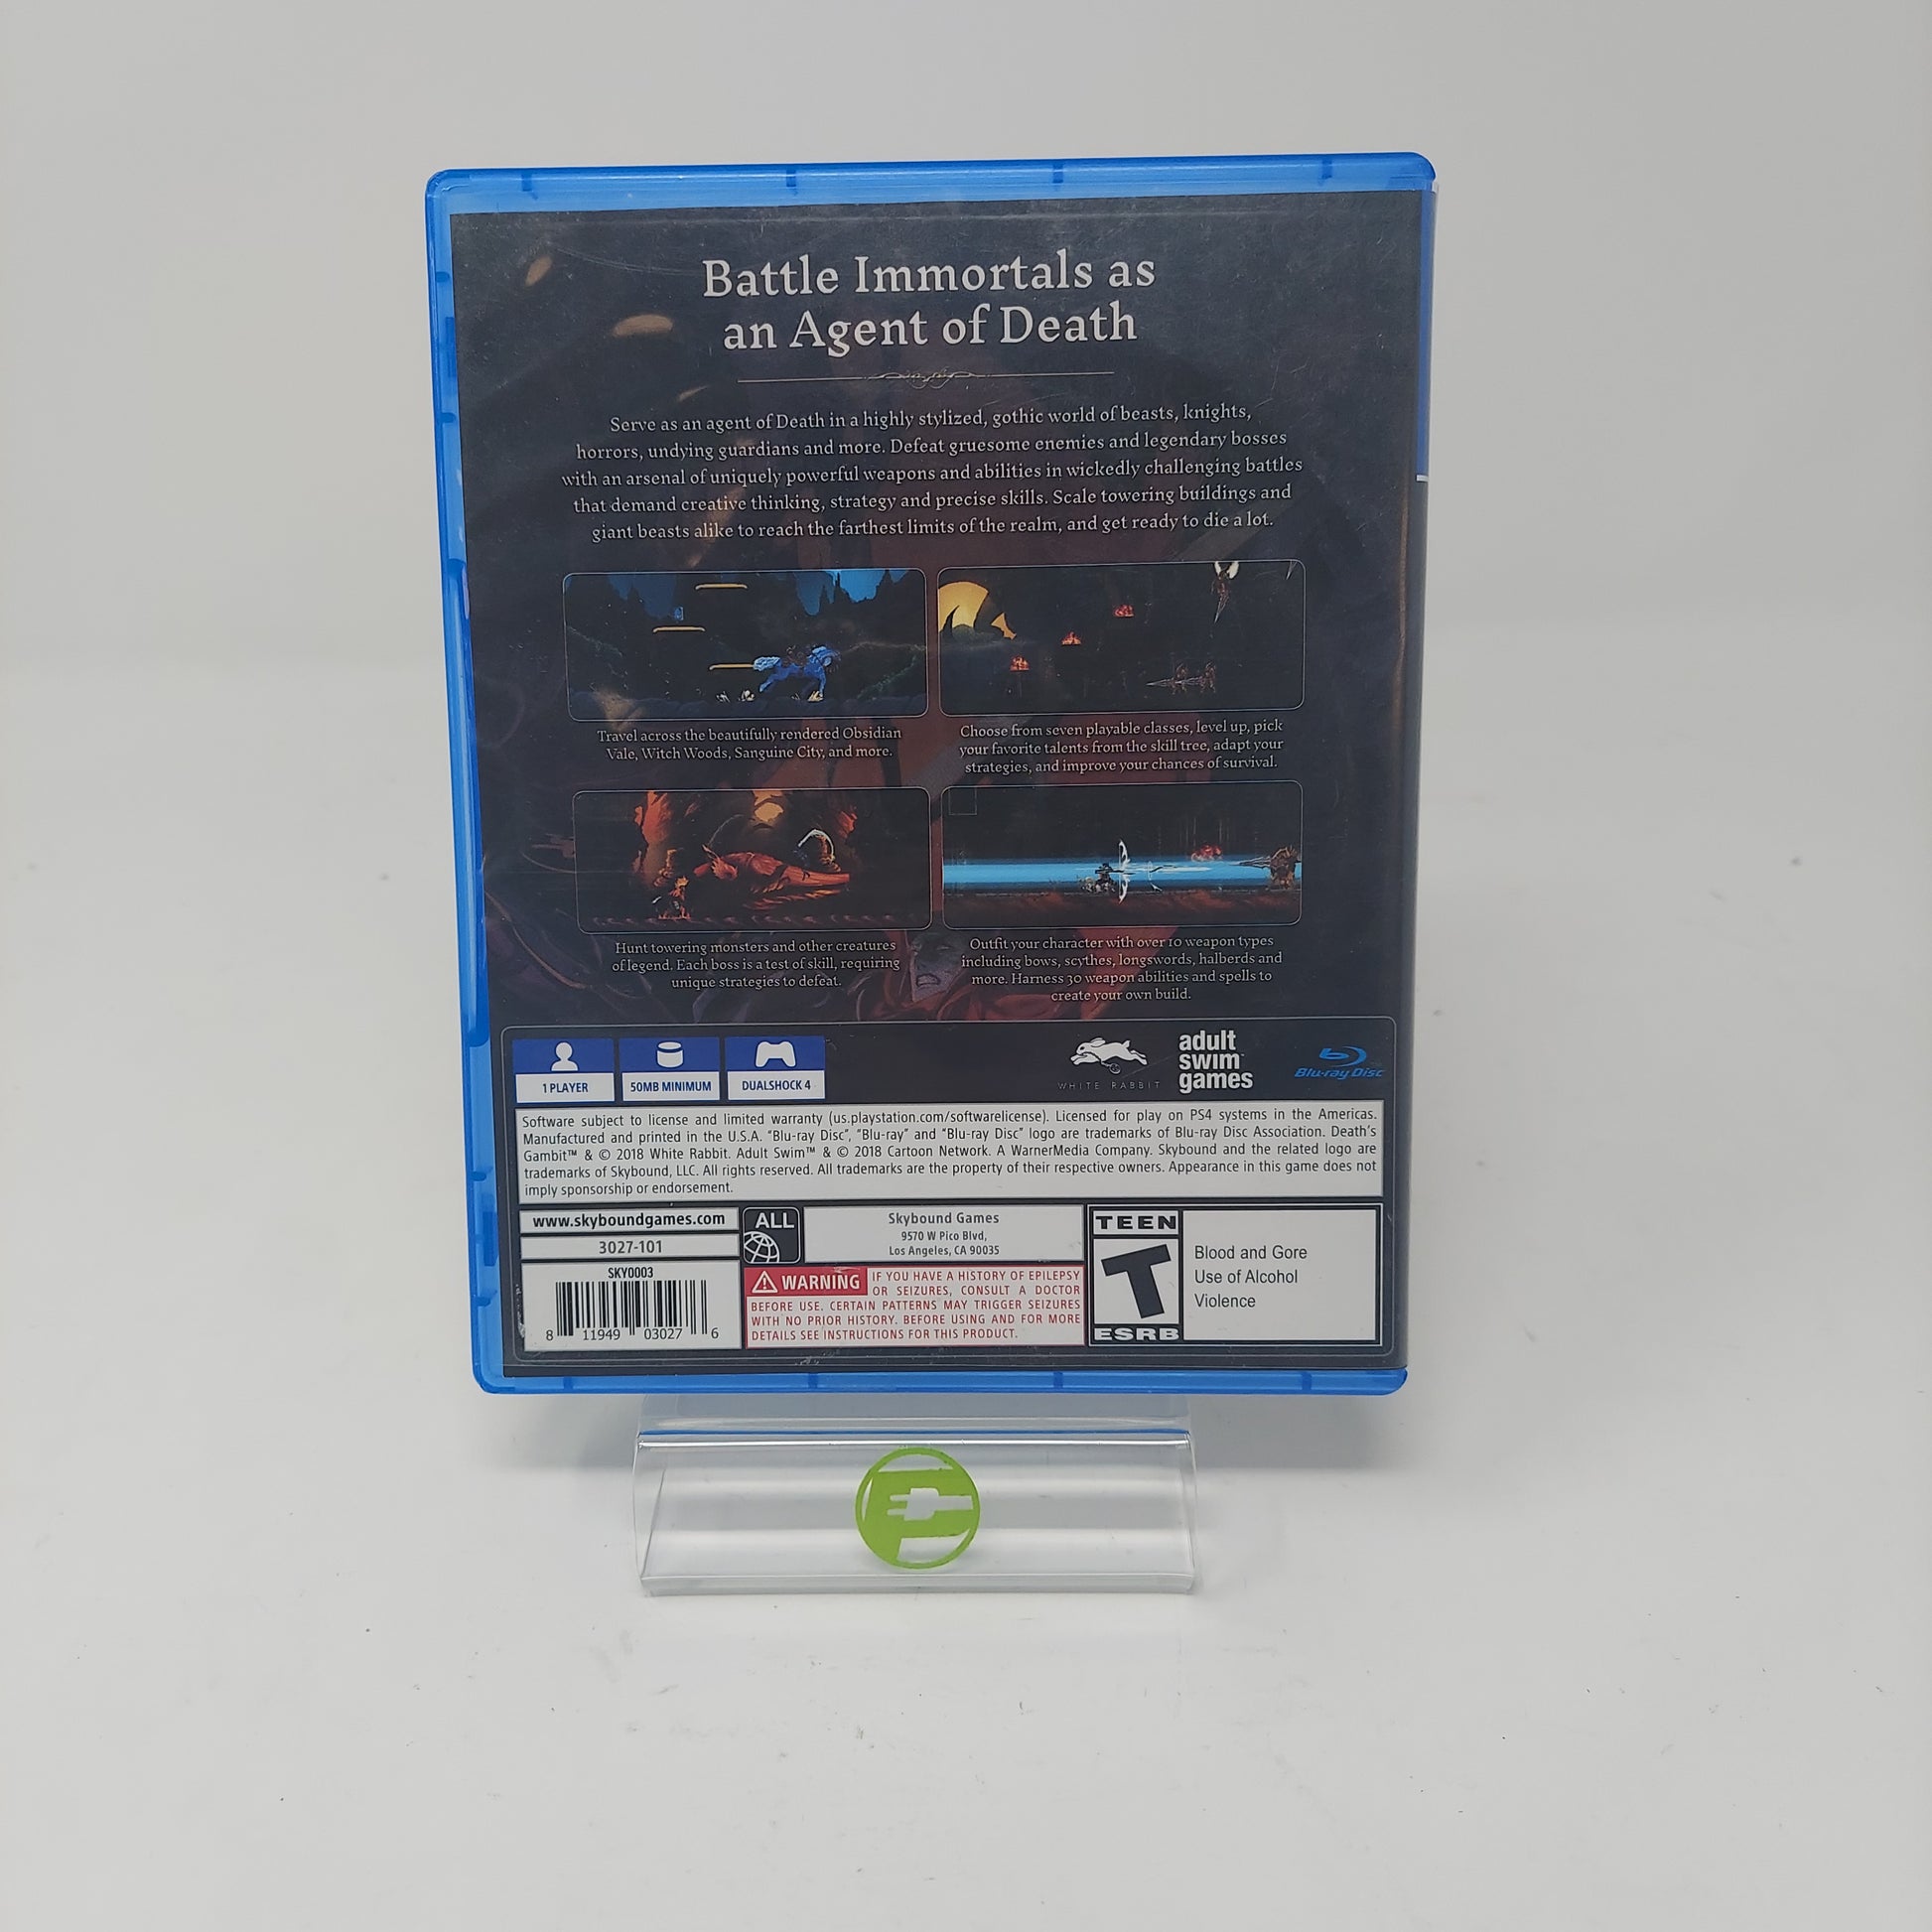 Battle Immortals as
an Agent of Death
Serve as an agent of Death in a highly stylized, gothic world of beasts, knights,
horrors, undying guardians and more. Defeat gruesome enemies and legendary bosses
with an arsenal of uniquely powerful weapons and abilities in wickedly challenging battles
that demand creative thinking, strategy and precise skills. Scale towering buildings and
giant beasts alike to reach the farthest limits of the realm, and get ready to die a lot.
Travel across the beautifully rendered Obsidian
Vale, Witch Woods, Sanguine City, and more.
Choose from seven playable classes, level up, pick
your favorite talents from the skill tree, adapt your
strategies, and improve your chances of survival.
Hunt towering monsters and other creatures
of legend. Each boss is a test of skill, requiring
unique strategies to defeat.
Outfit your character with over 10 weapon types
including bows, scythes, longswords, halberds and
more. Harness 30 weapon abilities and spells to
create your own build.
1 PLAYER
50MB MINIMUM
DUALSHOCK 4
WHITE RABBIT
adult
swim
games
Blu-ray Disc
Software subject to license and limited warranty (us.playstation.com/softwarelicense). Licensed for play on PS4 systems in the Americas.
Manufactured and printed in the U.S.A. "Blu-ray Disc", "Blu-ray" and "Blu-ray Disc" logo are trademarks of Blu-ray Disc Association. Death's
Gambit™ & © 2018 White Rabbit. Adult Swim™ & © 2018 Cartoon Network. A WarnerMedia Company. Skybound and the related logo are
trademarks of Skybound, LLC. All rights reserved. All trademarks are the property of their respective owners. Appearance in this game does not
imply sponsorship or endorsement.
www.skyboundgames.com
3027-101
SKY0003
8 11949 03027 6
ALL
Skybound Games
9570 W Pico Blvd,
Los Angeles, CA 90035
WARNING IF YOU HAVE A HISTORY OF EPILEPSY
OR SEIZURES, CONSULT A DOCTOR
BEFORE USE. CERTAIN PATTERNS MAY TRIGGER SEIZURES
WITH NO PRIOR HISTORY. BEFORE USING AND FOR MORE
DETAILS SEE INSTRUCTIONS FOR THIS PRODUCT.
TEEN
T
ESRB
Blood and Gore
Use of Alcohol
Violence